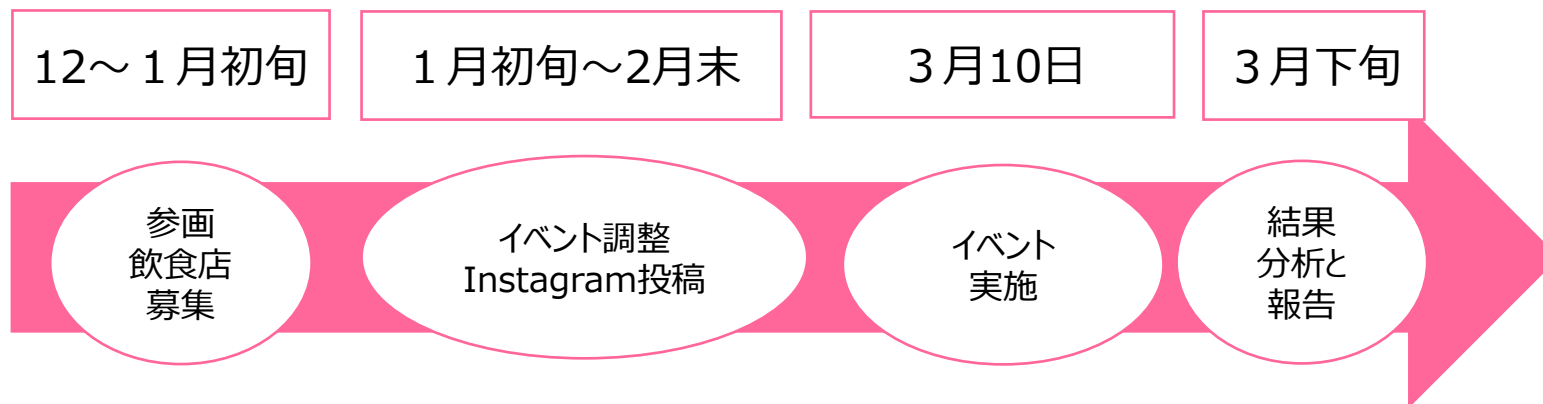 12～１月初旬
１月初旬～2月末
３月10日
３月下旬
参画
飲食店
募集
イベント調整
Instagram投稿
イベント
実施
結果
分析と
報告